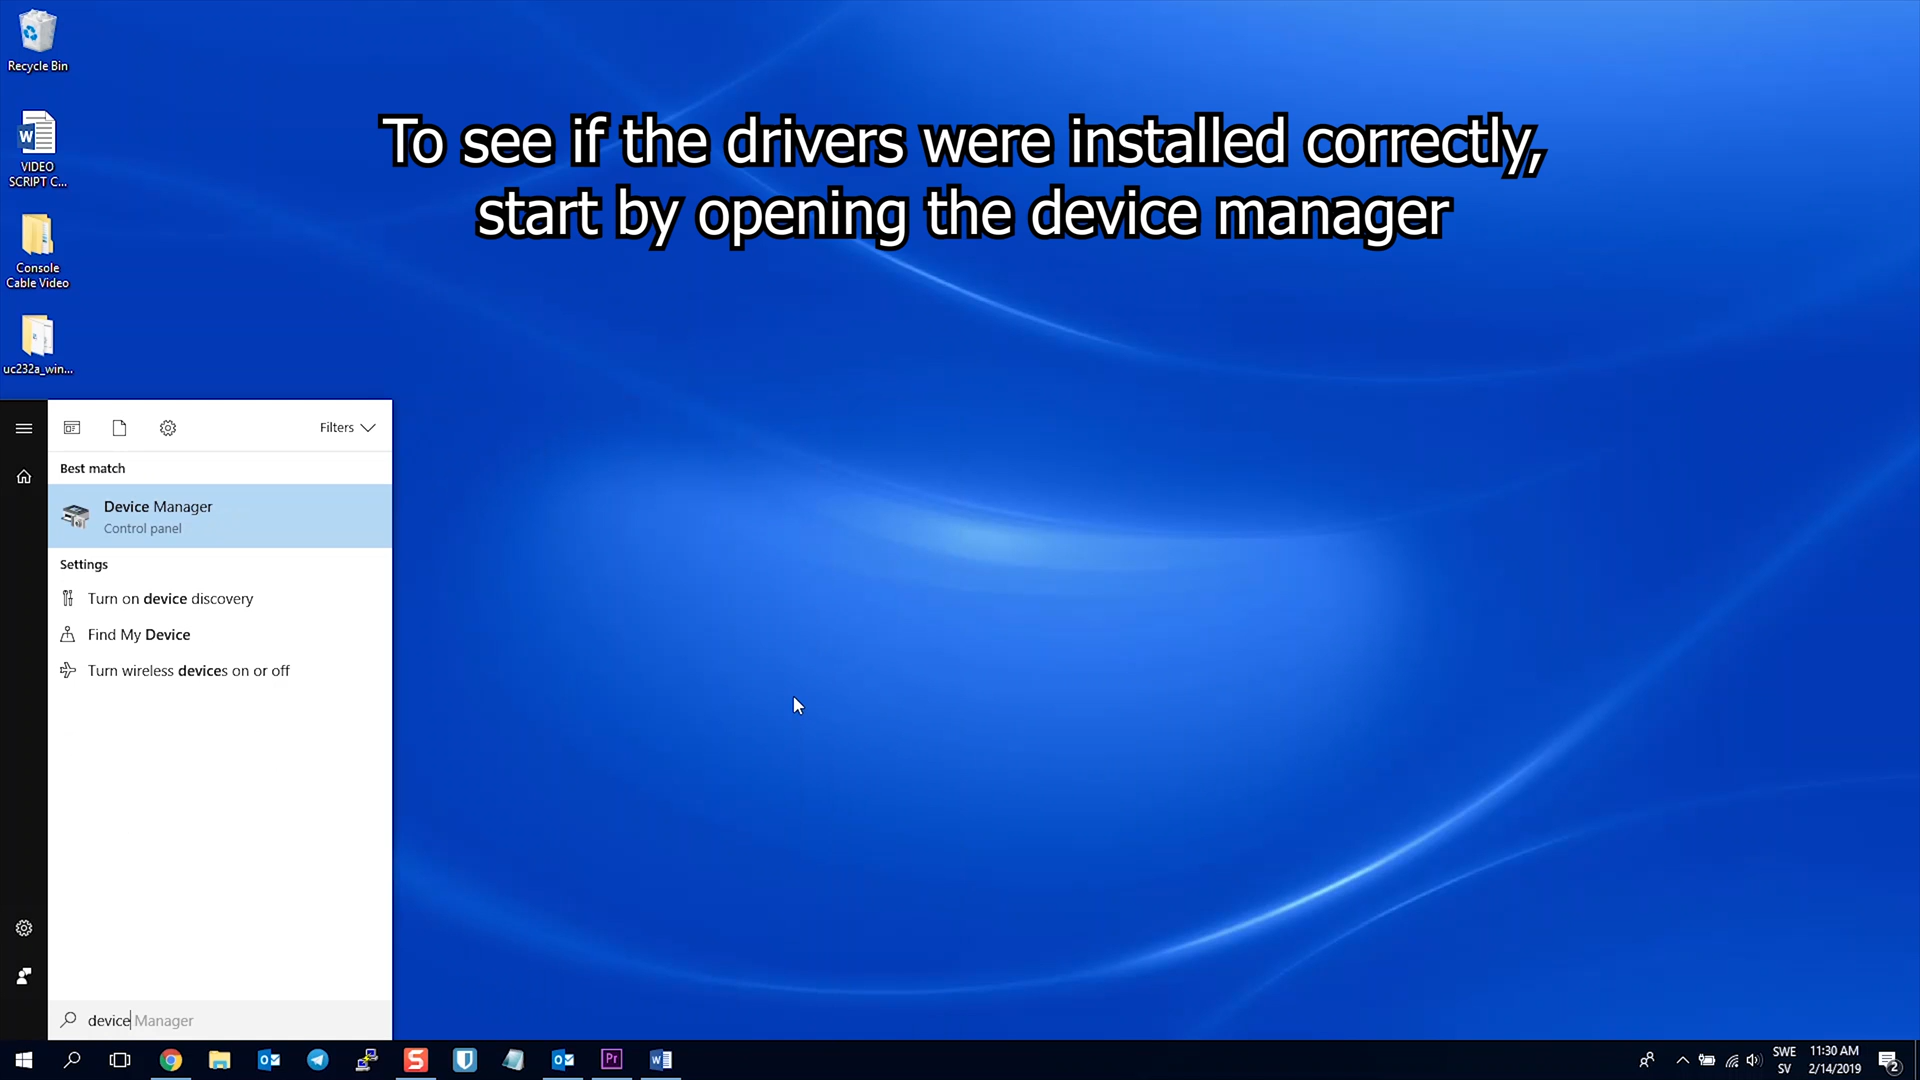 Recycle Bin
VIDEO
SCRIPT C...
Console
Cable Video
uc232a_win...
To see if the drivers were installed correctly,
start by opening the device manager
Filters
Best match
Device Manager
Control panel
Settings
Turn on device discovery
Find My Device
Turn wireless devices on or off
device Manager
SWE
SV
11:30 AM
2/14/2019
2